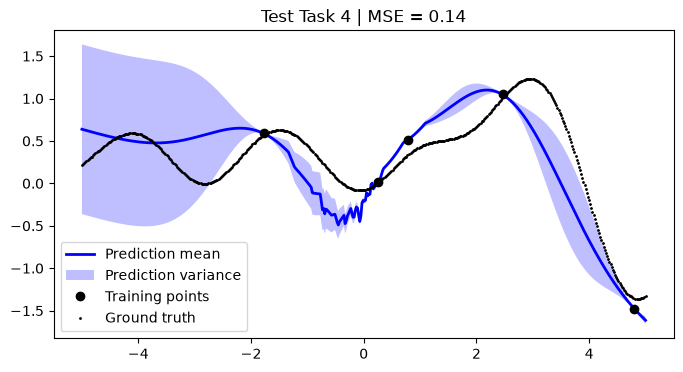 Test Task 4 | MSE = 0.14
1.5
1.0
0.5
0.0
−0.5
−1.0
−1.5
Prediction mean
Prediction variance
Training points
Ground truth
−4 −2 0 2 4